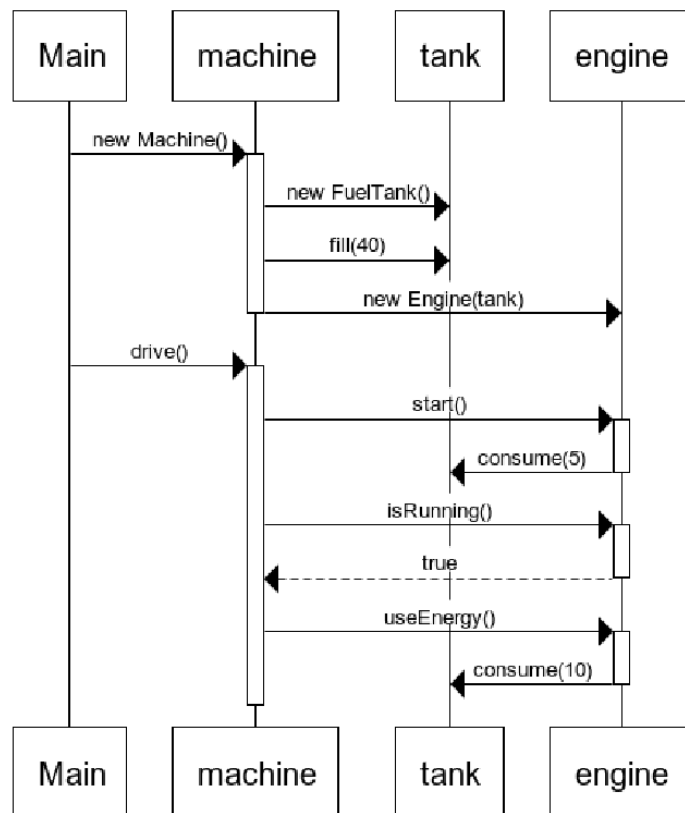 Main machine tank engine
new Machine()
new FuelTank()
fill(40)
new Engine(tank)
drive()
start()
consume(5)
isRunning()
true
useEnergy()
consume(10)
Main machine tank engine